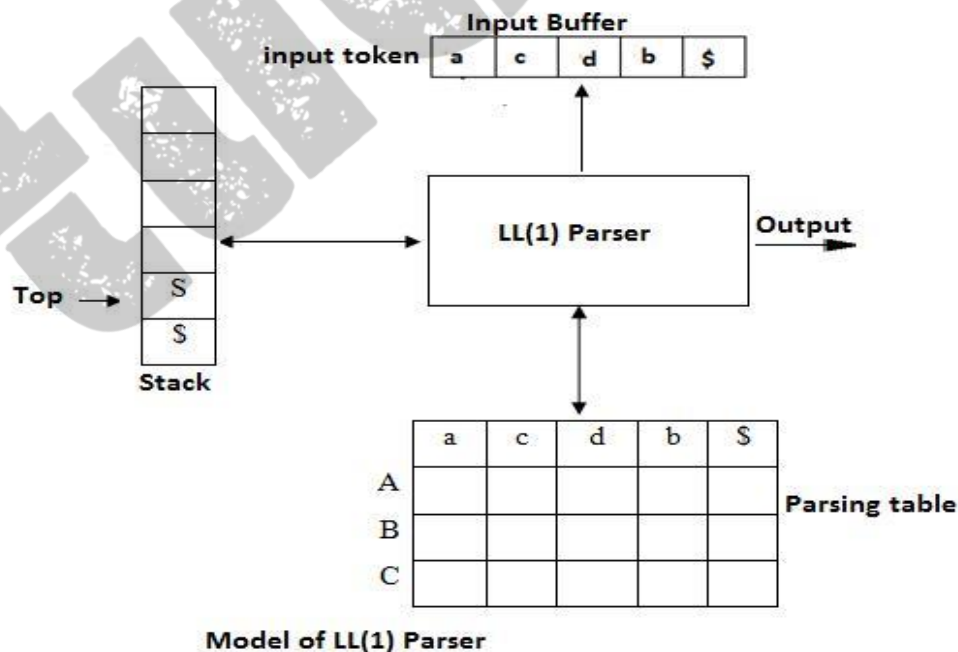 Input Buffer
input token a c d b $
LL(1) Parser
Output
Top
S
$
Stack
a c d b $
A
B
C
Parsing table
Model of LL(1) Parser